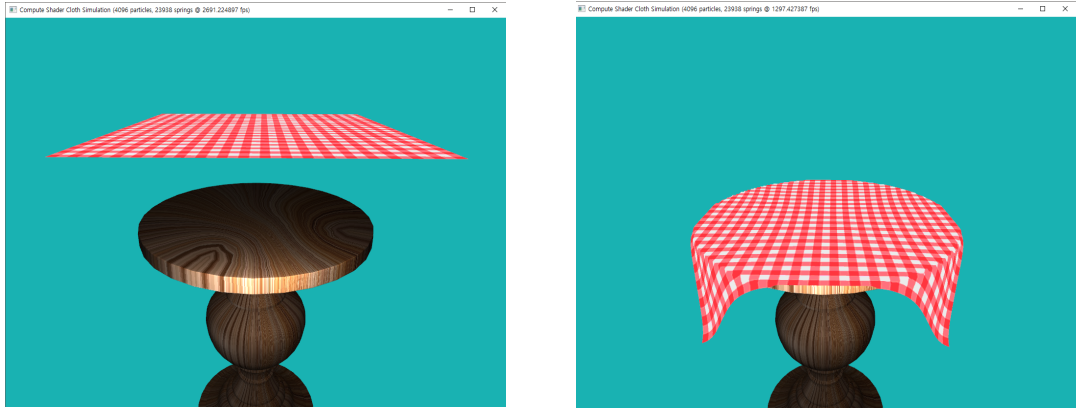 Compute Shader Cloth Simulation (4096 particles, 23938 springs @ 2691.224897 fps)
Compute Shader Cloth Simulation (4096 particles, 23938 springs @ 1297.427387 fps)